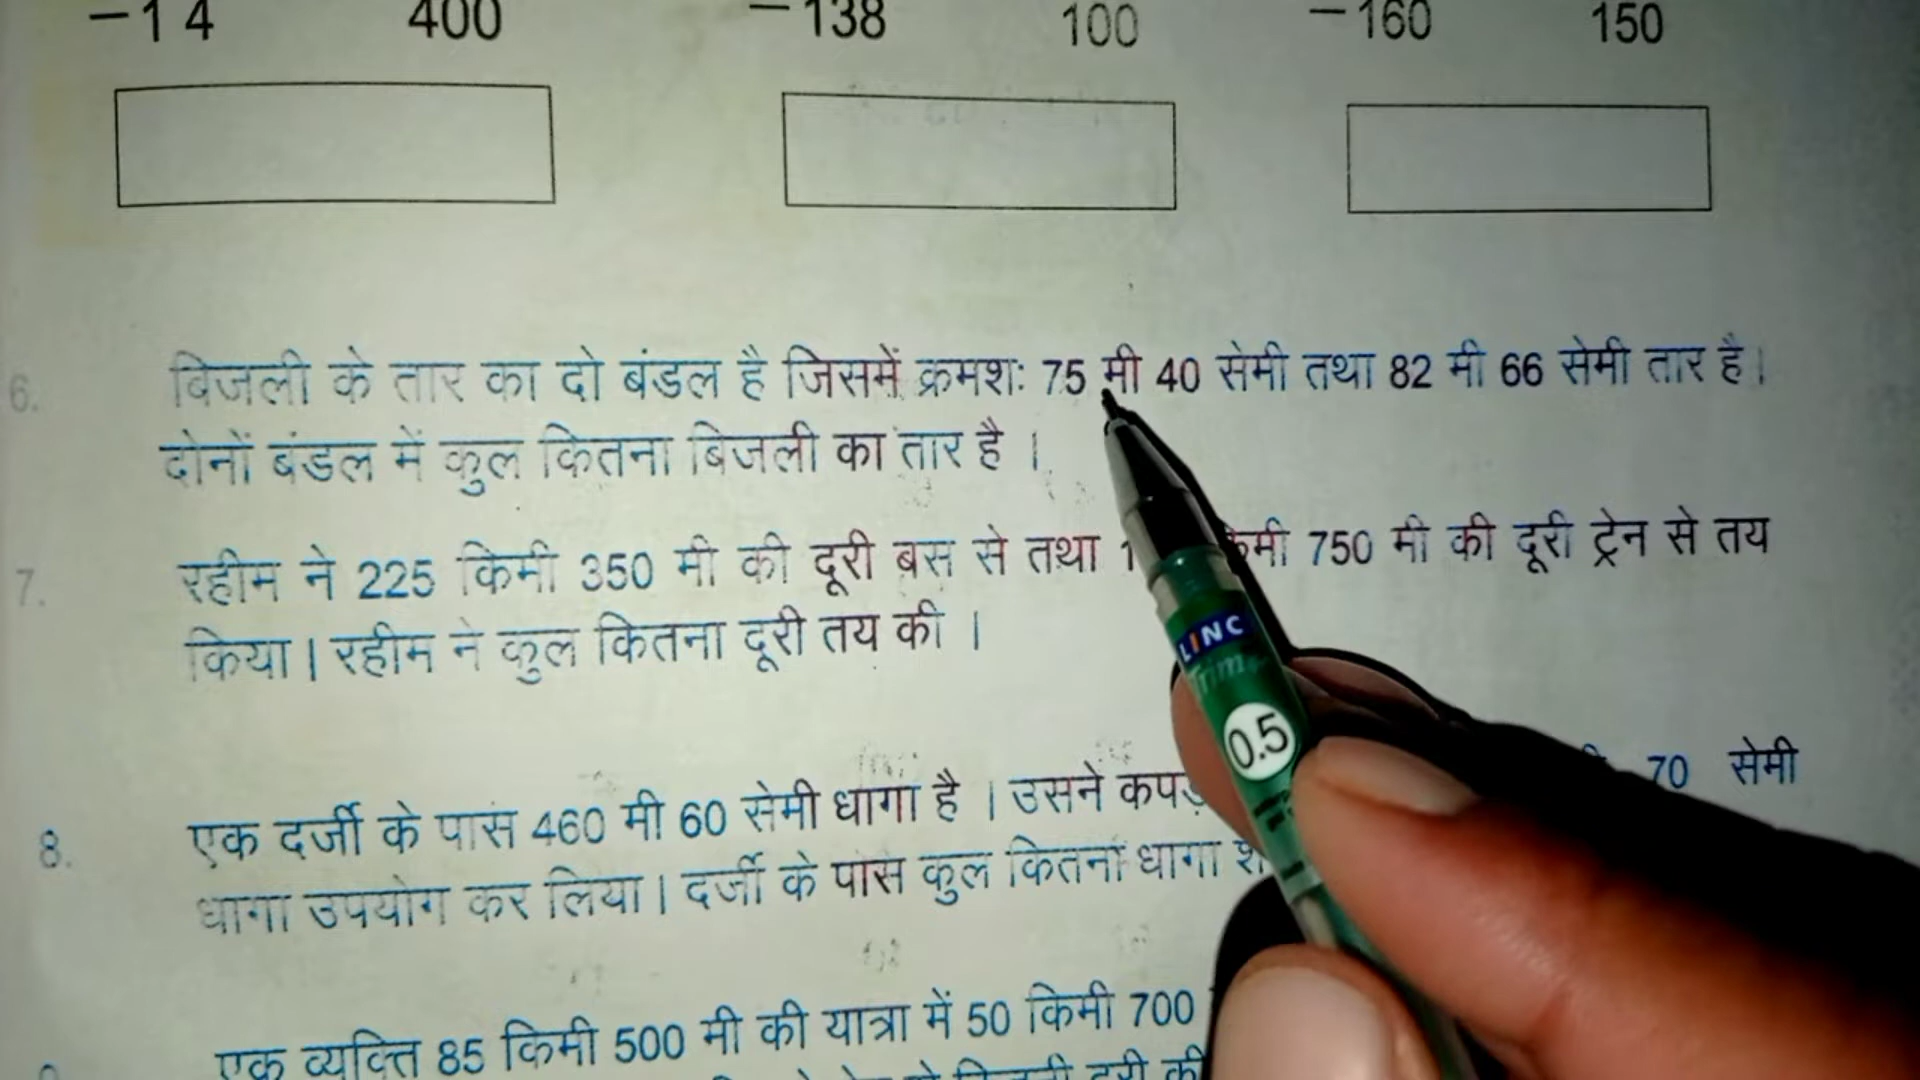 −14 400 −138 100 −160 150
6. बिजली के तार का दो बंडल है जिसमें क्रमशः 75 मी 40 सेमी तथा 82 मी 66 सेमी तार है।
दोनों बंडल में कुल कितना बिजली का तार है ।
7. रहीम ने 225 किमी 350 मी की दूरी बस से तथा 750 मी की दूरी ट्रेन से तय
किया। रहीम ने कुल कितना दूरी तय की ।
LINC
Trim
0.5
8. एक दर्जी के पास 460 मी 60 सेमी धागा है । उसने 70 सेमी
धागा उपयोग कर लिया। दर्जी के पास कुल कितना धागा
एक व्यक्ति 85 किमी 500 मी की यात्रा में 50 किमी 700